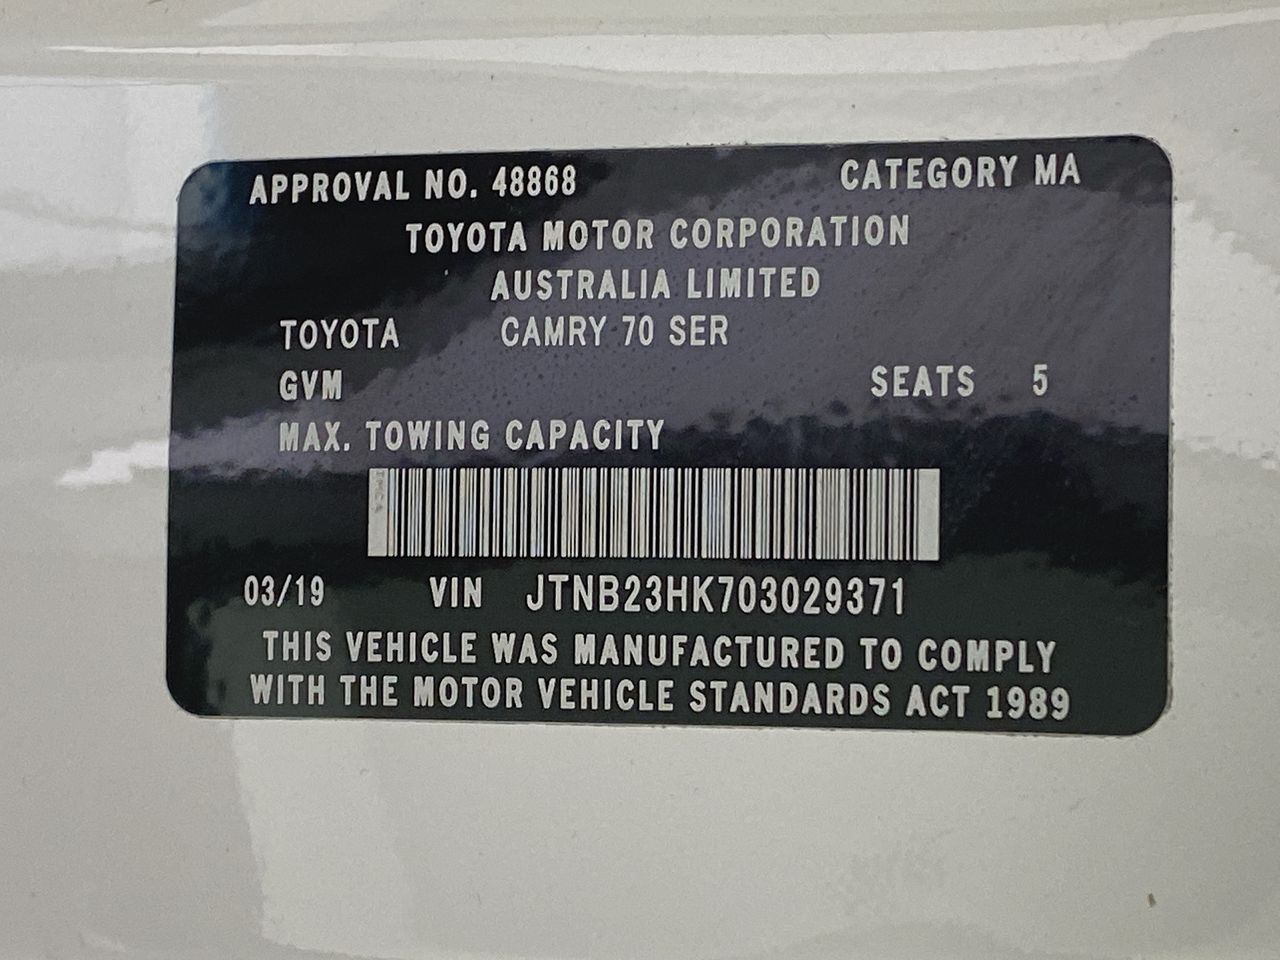 APPROVAL NO. 48868 CATEGORY MA
TOYOTA MOTOR CORPORATION
AUSTRALIA LIMITED
TOYOTA CAMRY 70 SER
GVM SEATS 5
MAX. TOWING CAPACITY
03/19 VIN JTNB23HK703029371
THIS VEHICLE WAS MANUFACTURED TO COMPLY
WITH THE MOTOR VEHICLE STANDARDS ACT 1989